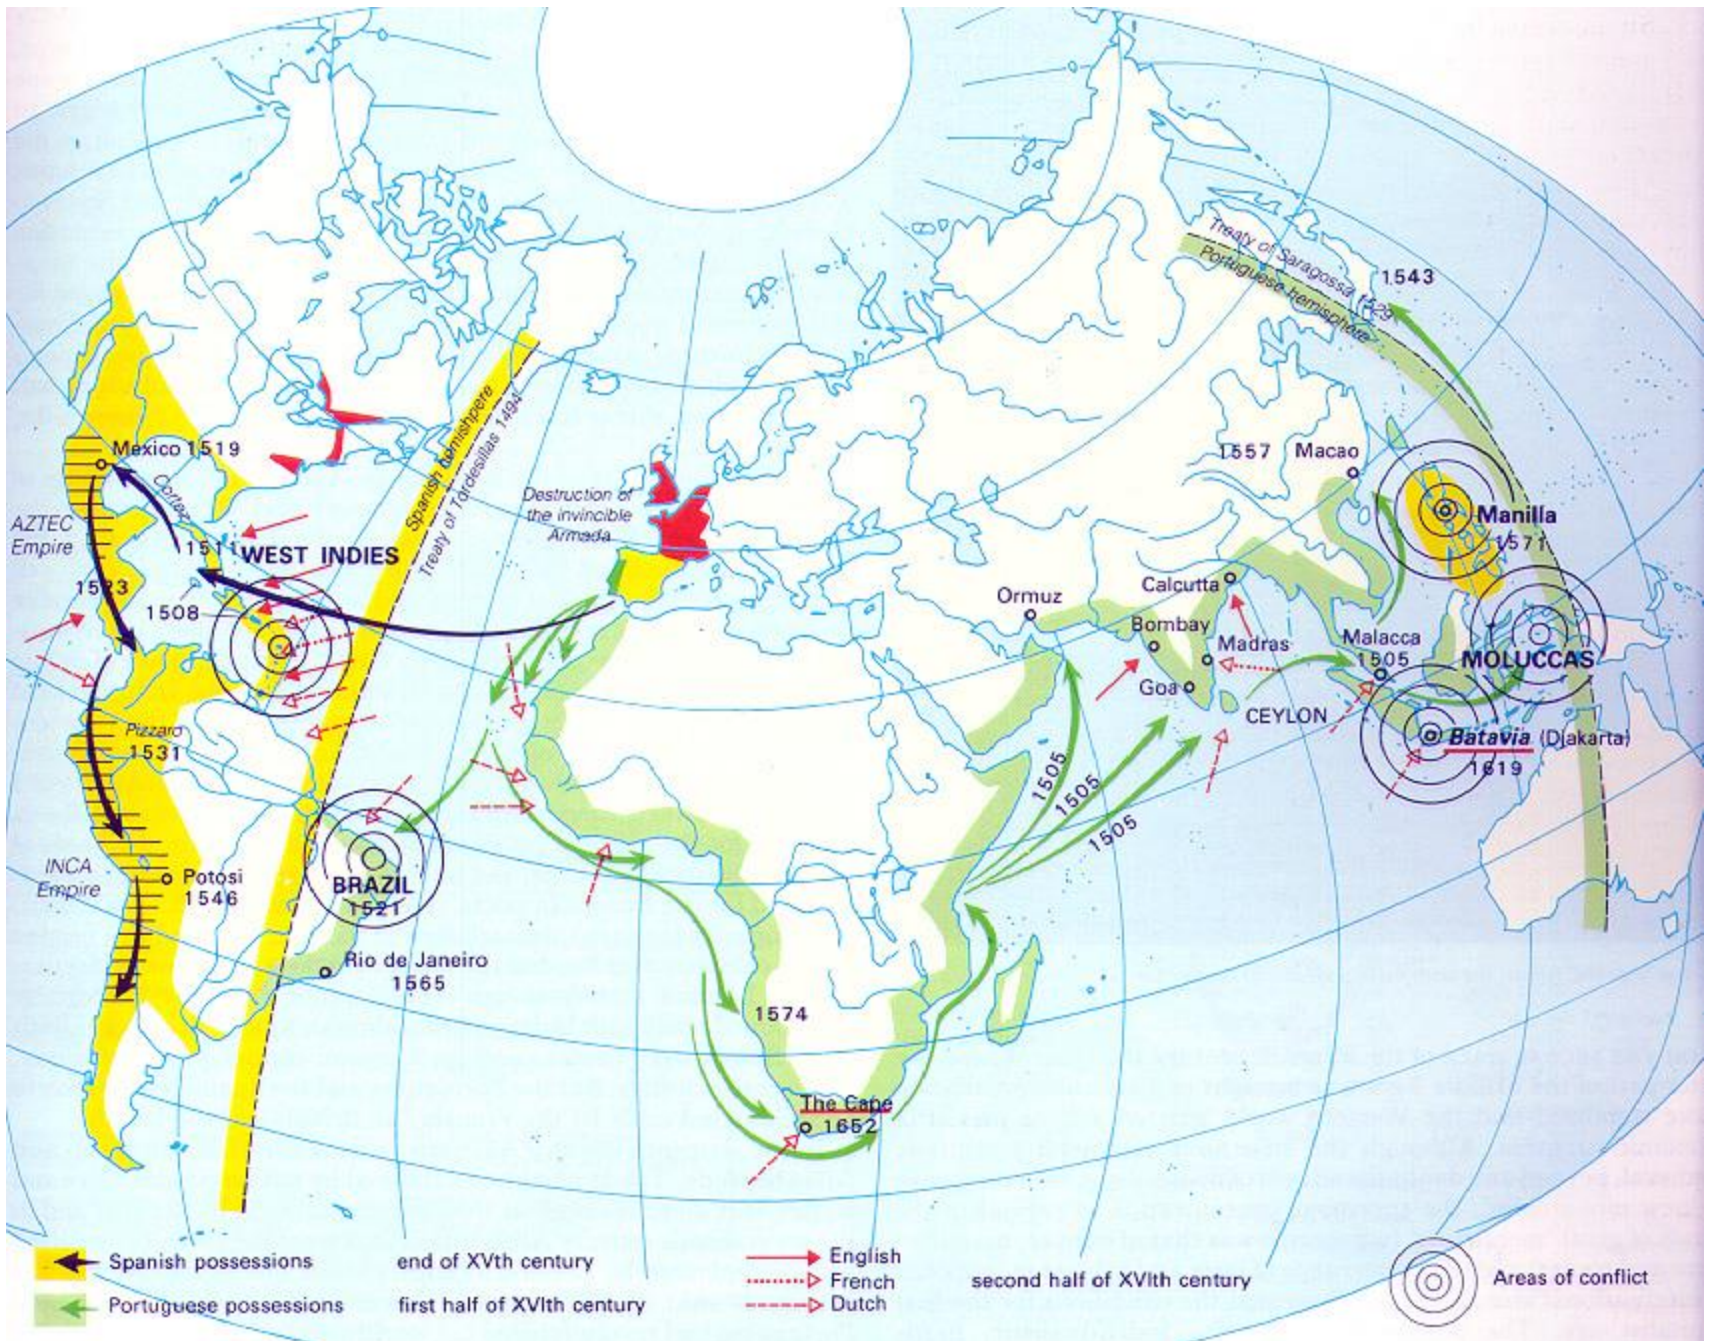 Treaty of Saragossa 1529
Portuguese hemisphere
1543
Spanish hemishpere
Treaty of Tordesillas 1494
Mexico 1519
Cortez
AZTEC
Empire
1511
WEST INDIES
1523
1508
Destruction of
the invincible
Armada
1557
Macao
Manilla
1571
Ormuz
Calcutta
Bombay
Madras
Goa
CEYLON
Malacca
1505
MOLUCCAS
Batavia (Djakarta)
1619
Pizzaro
1531
1505
1505
1505
INCA
Empire
Potosi
1546
BRAZIL
1521
Rio de Janeiro
1565
1574
The Cape
1652
Spanish possessions end of XVth century
Portuguese possessions first half of XVIth century
English
French
Dutch
second half of XVIth century
Areas of conflict